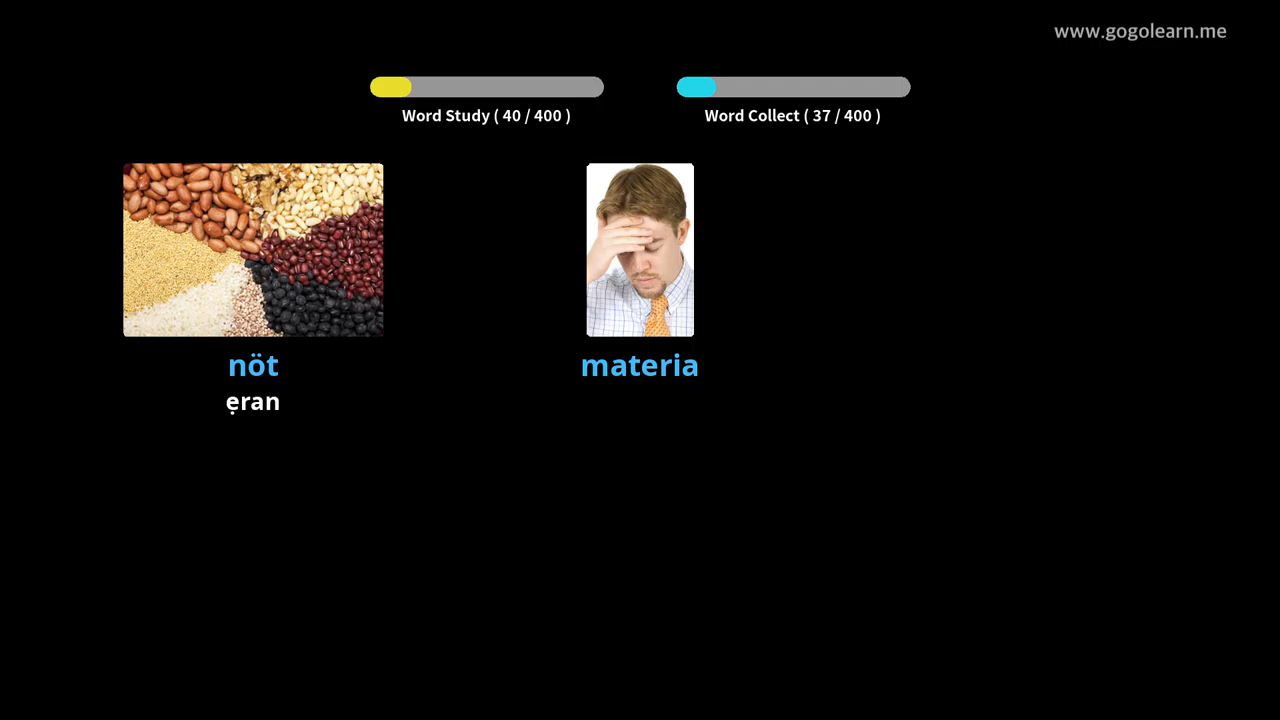 www.gogolearn.me
Word Study ( 40 / 400 )
Word Collect ( 37 / 400 )
nöt
materia
ẹran